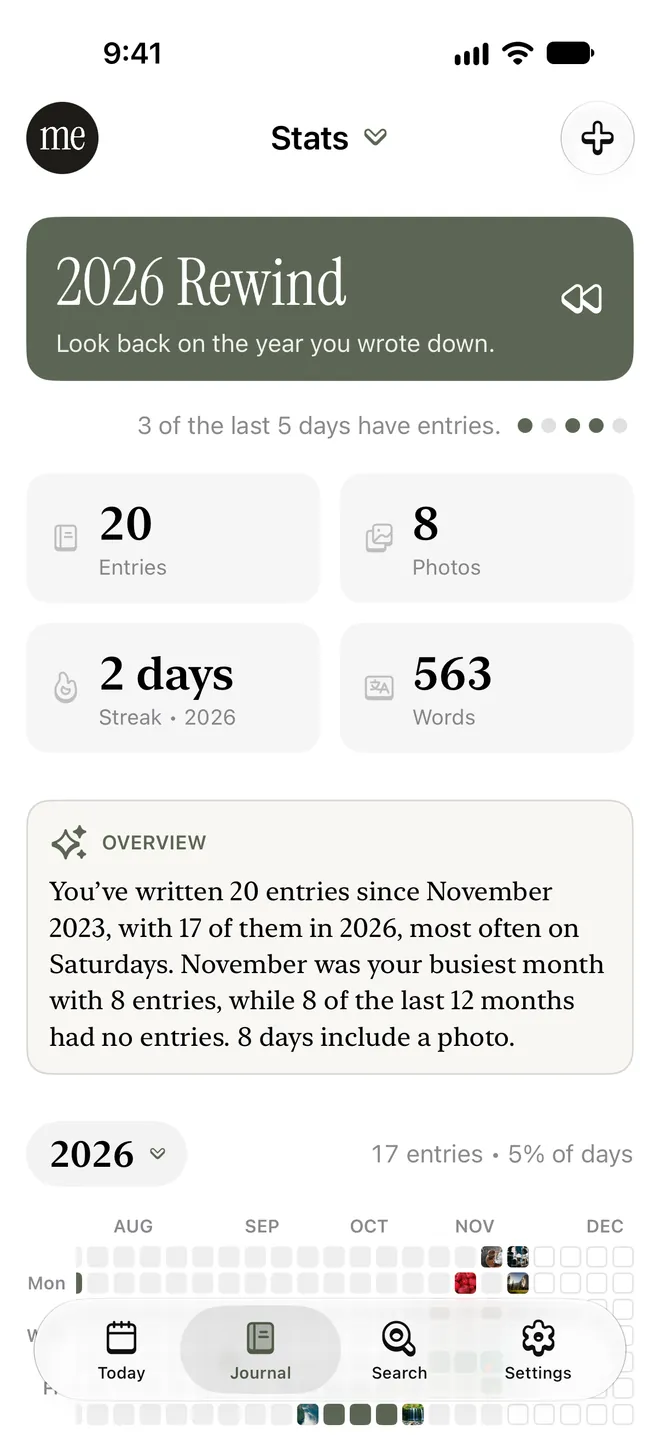 9:41
me
Stats
2026 Rewind
Look back on the year you wrote down.
3 of the last 5 days have entries.
20
Entries
8
Photos
2 days
Streak • 2026
563
Words
OVERVIEW
You’ve written 20 entries since November
2023, with 17 of them in 2026, most often on
Saturdays. November was your busiest month
with 8 entries, while 8 of the last 12 months
had no entries. 8 days include a photo.
2026
17 entries • 5% of days
AUG SEP OCT NOV DEC
Mon
Today
Journal
Search
Settings